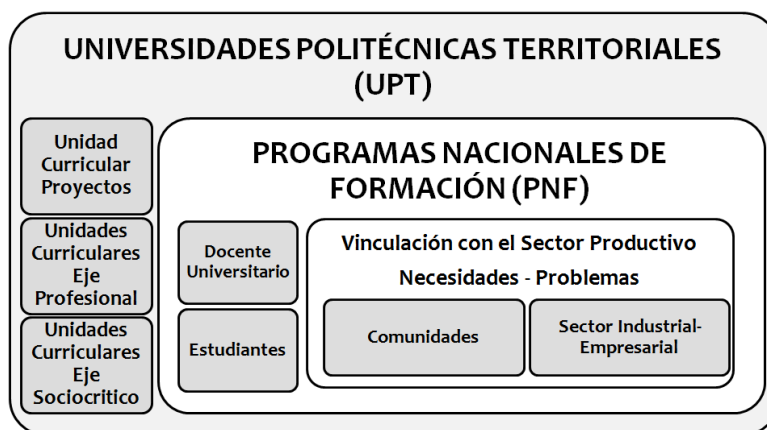 UNIVERSIDADES POLITÉCNICAS TERRITORIALES
(UPT)
Unidad
Curricular
Proyectos
Unidades
Curriculares
Eje
Profesional
Unidades
Curriculares
Eje
Sociocritico
PROGRAMAS NACIONALES DE
FORMACIÓN (PNF)
Docente
Universitario
Estudiantes
Vinculación con el Sector Productivo
Necesidades - Problemas
Comunidades
Sector Industrial-
Empresarial